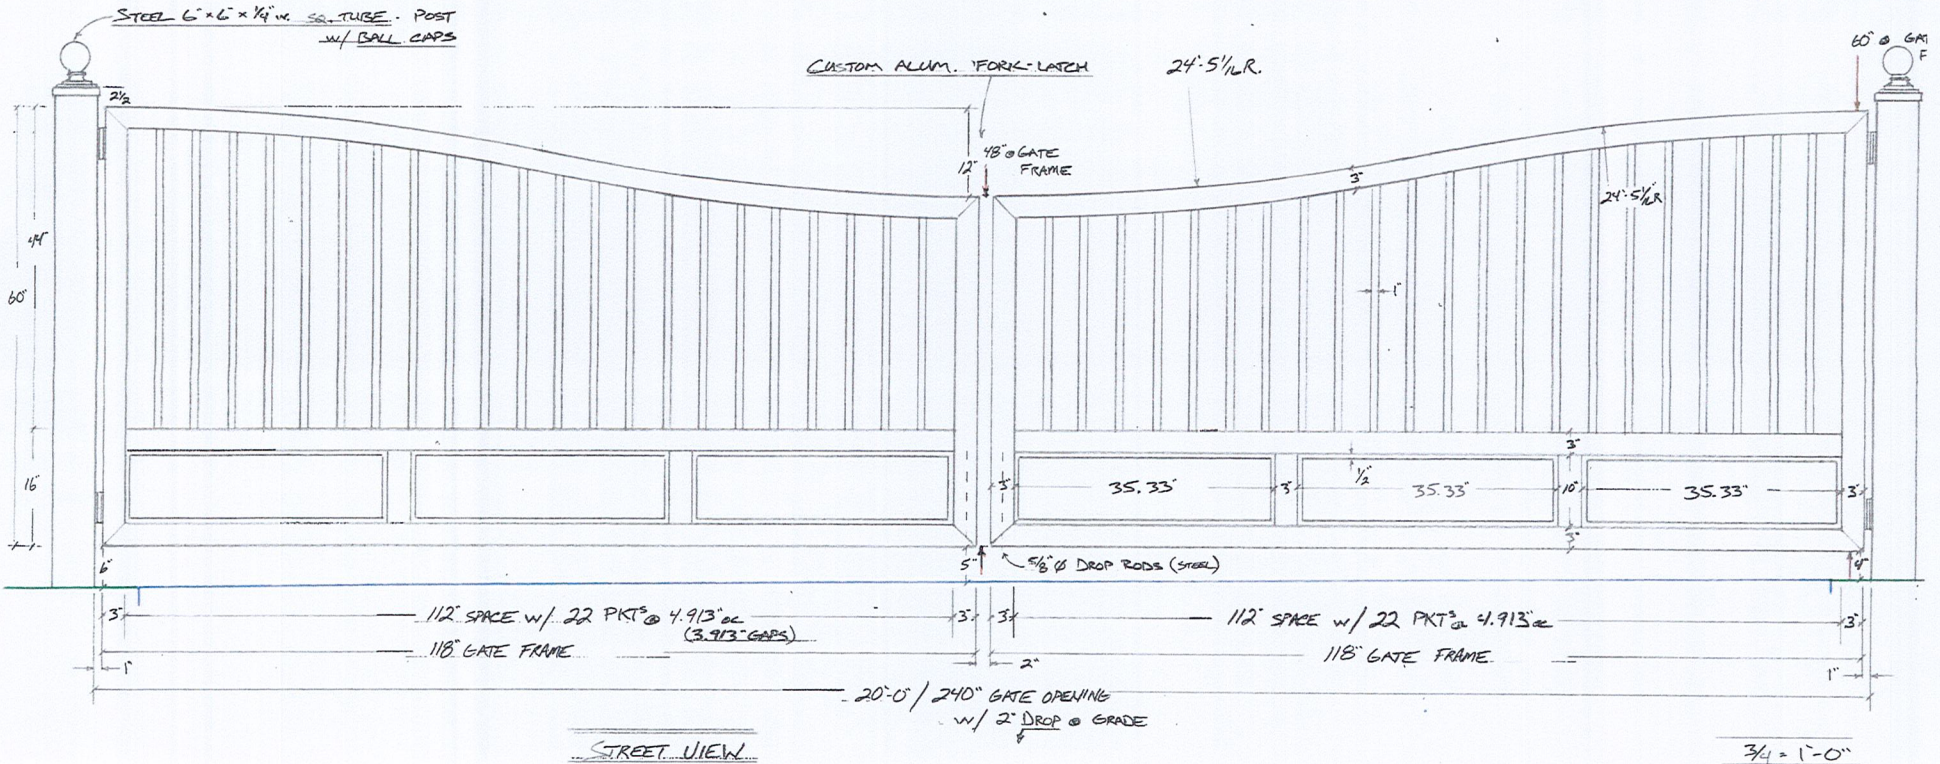 STEEL 6" x 6" x 1/4" w. SQ. TUBE. POST
w/ BALL CAPS
CUSTOM ALUM. 'FORK-LATCH
24'-5 1/16 R.
60" @ GAT
F
2 1/2
48" @ GATE
FRAME
12"
3"
24'-5 1/16 R
44"
60"
1"
16"
3"
1/2"
3"
35.33"
3"
35.33"
10"
35.33"
3"
3"
6"
5"
5/8" Ø DROP RODS (STEEL)
4"
3"
112" SPACE w/ 22 PKTS @ 4.913" oc
(3.913" GAPS)
3"
3"
112" SPACE w/ 22 PKTS @ 4.913" oc
3"
1"
118" GATE FRAME
2"
118" GATE FRAME
1"
20'-0" / 240" GATE OPENING
w/ 2" DROP @ GRADE
STREET VIEW
3/4 = 1'-0"